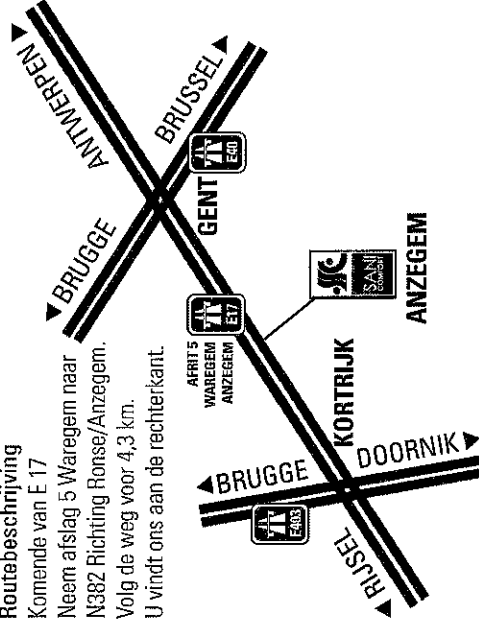 Routebeschrijving
Komende van E 17
Neem afslag 5 Waregem naar
N382 Richting Ronse/Anzegem.
Volg de weg voor 4,3 km.
U vindt ons aan de rechterkant.
ANTWERPEN
BRUGGE
BRUSSEL
E40
GENT
AFRIT 5
WAREGEM
ANZEGEM
E17
SANI
COMFORT
ANZEGEM
KORTRIJK
BRUGGE
DOORNIK
E403
RIJSEL